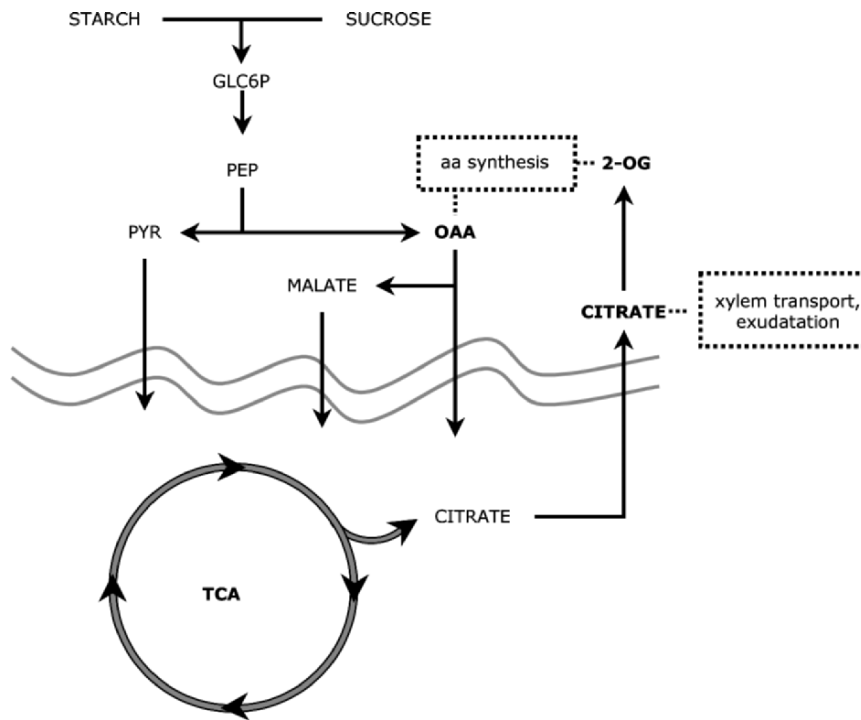 STARCH
SUCROSE
GLC6P
PEP
aa synthesis
2-OG
PYR
OAA
MALATE
CITRATE
xylem transport,
exudatation
CITRATE
TCA